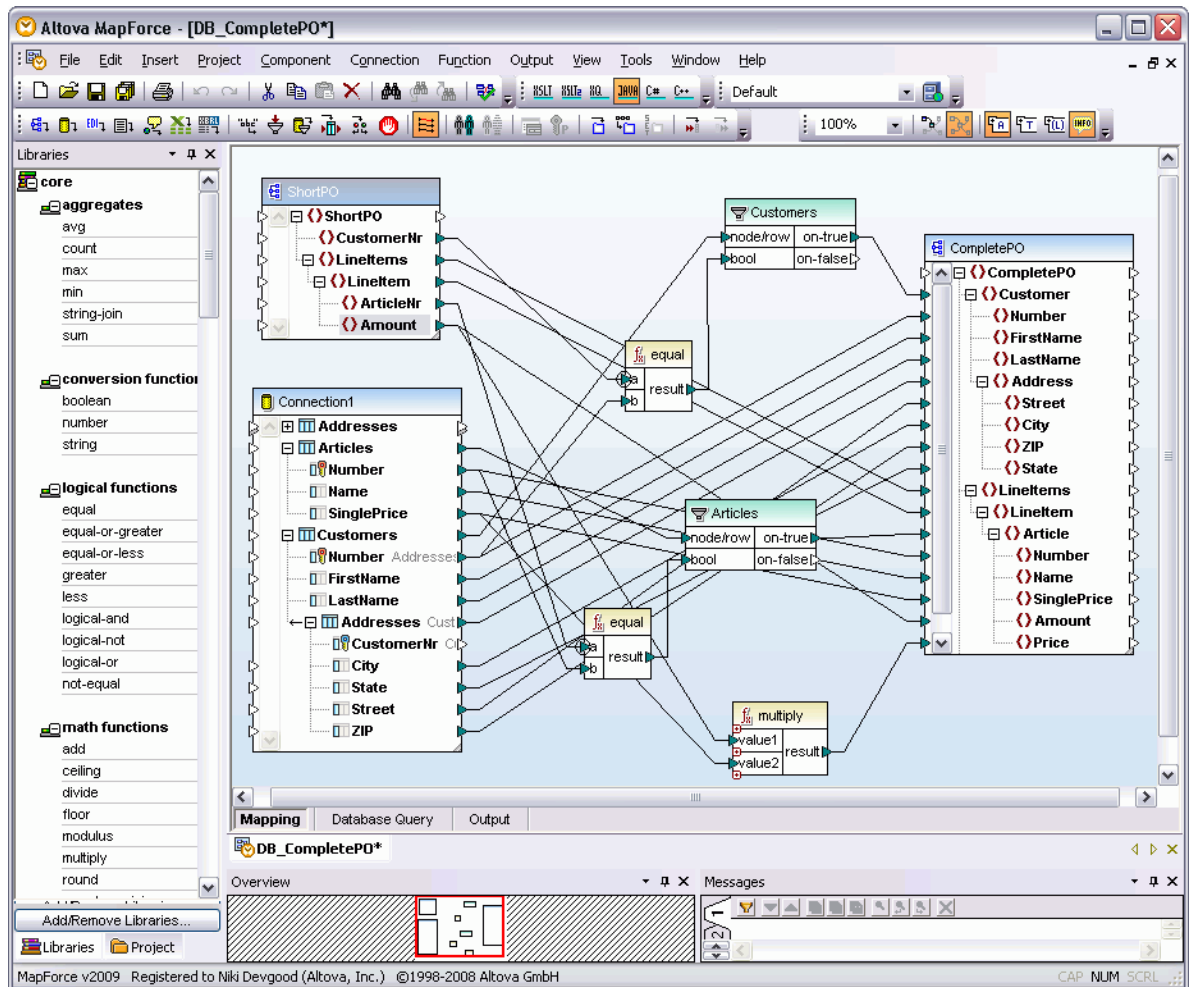 Altova MapForce - [DB_CompletePO*]
File Edit Insert Project Component Connection Function Output View Tools Window Help
XSLT XSLT2 XQ JAVA C# C++ Default
EDI 100% A T (L) INFO
Libraries
core
aggregates
avg
count
max
min
string-join
sum
conversion function
boolean
number
string
logical functions
equal
equal-or-greater
equal-or-less
greater
less
logical-and
logical-not
logical-or
not-equal
math functions
add
ceiling
divide
floor
modulus
multiply
round
Add/Remove Libraries...
Libraries Project
ShortPO
ShortPO
CustomerNr
LineItems
LineItem
ArticleNr
Amount
Connection1
Addresses
Articles
Number
Name
SinglePrice
Customers
Number Addresses
FirstName
LastName
Addresses Cust
CustomerNr
City
State
Street
ZIP
Customers
node/row on-true
bool on-false
equal
a
result
b
Articles
node/row on-true
bool on-false
equal
a
result
b
multiply
value1
result
value2
CompletePO
CompletePO
Customer
Number
FirstName
LastName
Address
Street
City
ZIP
State
LineItems
LineItem
Article
Number
Name
SinglePrice
Amount
Price
Mapping Database Query Output
DB_CompletePO*
Overview
Messages
1
2
MapForce v2009 Registered to Niki Devgood (Altova, Inc.) ©1998-2008 Altova GmbH
CAP NUM SCRL